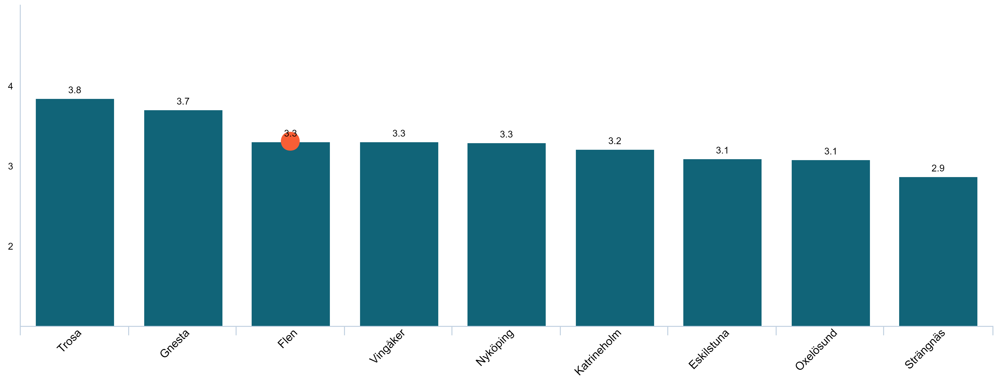 4
3
2
3.8
3.7
3.3
3.3
3.3
3.2
3.1
3.1
2.9
Trosa
Gnesta
Flen
Vingåker
Nyköping
Katrineholm
Eskilstuna
Oxelösund
Strängnäs